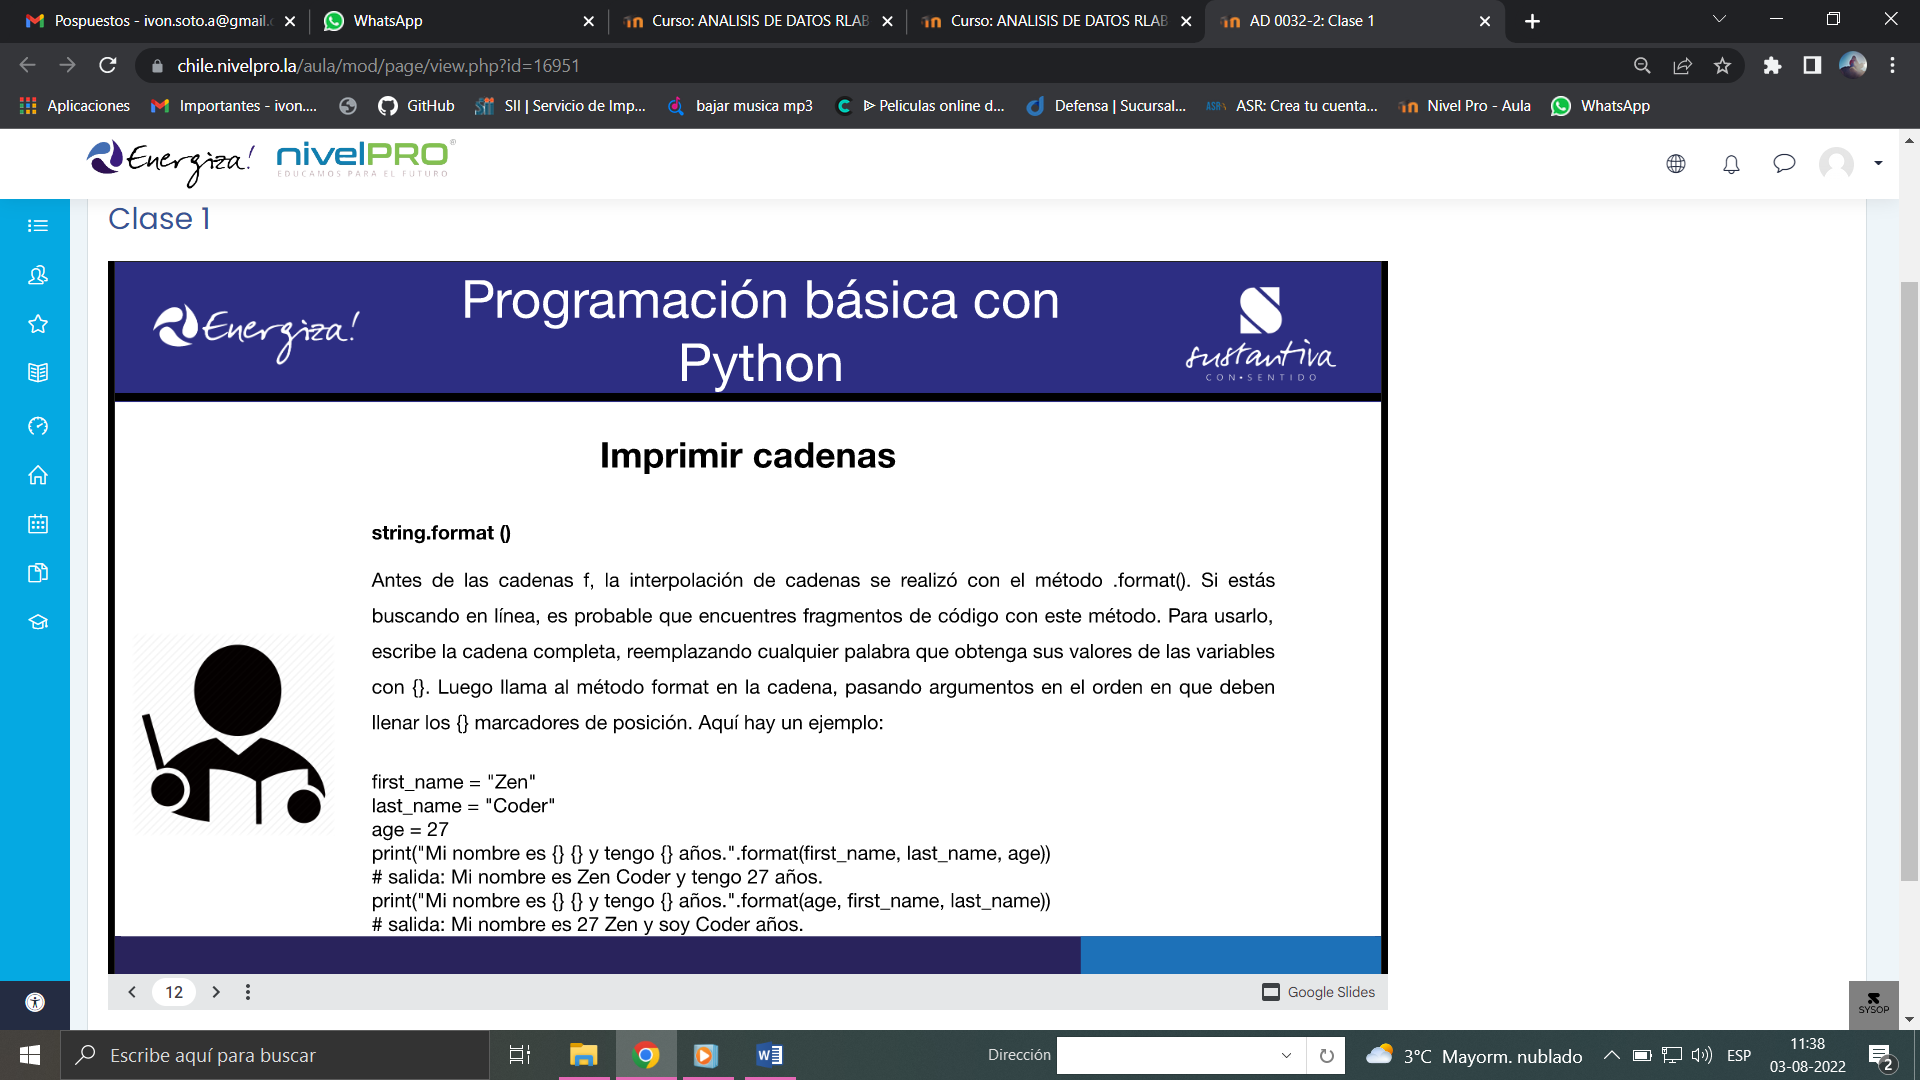 Pospuestos - ivon.soto.a@gmail.c
WhatsApp
Curso: ANALISIS DE DATOS RLAB
Curso: ANALISIS DE DATOS RLAB
AD 0032-2: Clase 1
chile.nivelpro.la/aula/mod/page/view.php?id=16951
Aplicaciones
Importantes - ivon....
GitHub
SII | Servicio de Imp...
bajar musica mp3
⊳ Peliculas online d...
Defensa | Sucursal...
ASR: Crea tu cuenta...
Nivel Pro - Aula
WhatsApp
Energiza!
nivelPRO
EDUCAMOS PARA EL FUTURO
Clase 1
Energiza!
Programación básica con
Python
sustantiva
CON•SENTIDO
Imprimir cadenas
string.format ()
Antes de las cadenas f, la interpolación de cadenas se realizó con el método .format(). Si estás
buscando en línea, es probable que encuentres fragmentos de código con este método. Para usarlo,
escribe la cadena completa, reemplazando cualquier palabra que obtenga sus valores de las variables
con {}. Luego llama al método format en la cadena, pasando argumentos en el orden en que deben
llenar los {} marcadores de posición. Aquí hay un ejemplo:
first_name = "Zen"
last_name = "Coder"
age = 27
print("Mi nombre es {} {} y tengo {} años.".format(first_name, last_name, age))
# salida: Mi nombre es Zen Coder y tengo 27 años.
print("Mi nombre es {} {} y tengo {} años.".format(age, first_name, last_name))
# salida: Mi nombre es 27 Zen y soy Coder años.
12
Google Slides
SYSOP
Escribe aquí para buscar
Dirección
3°C Mayorm. nublado
ESP
11:38
03-08-2022
2